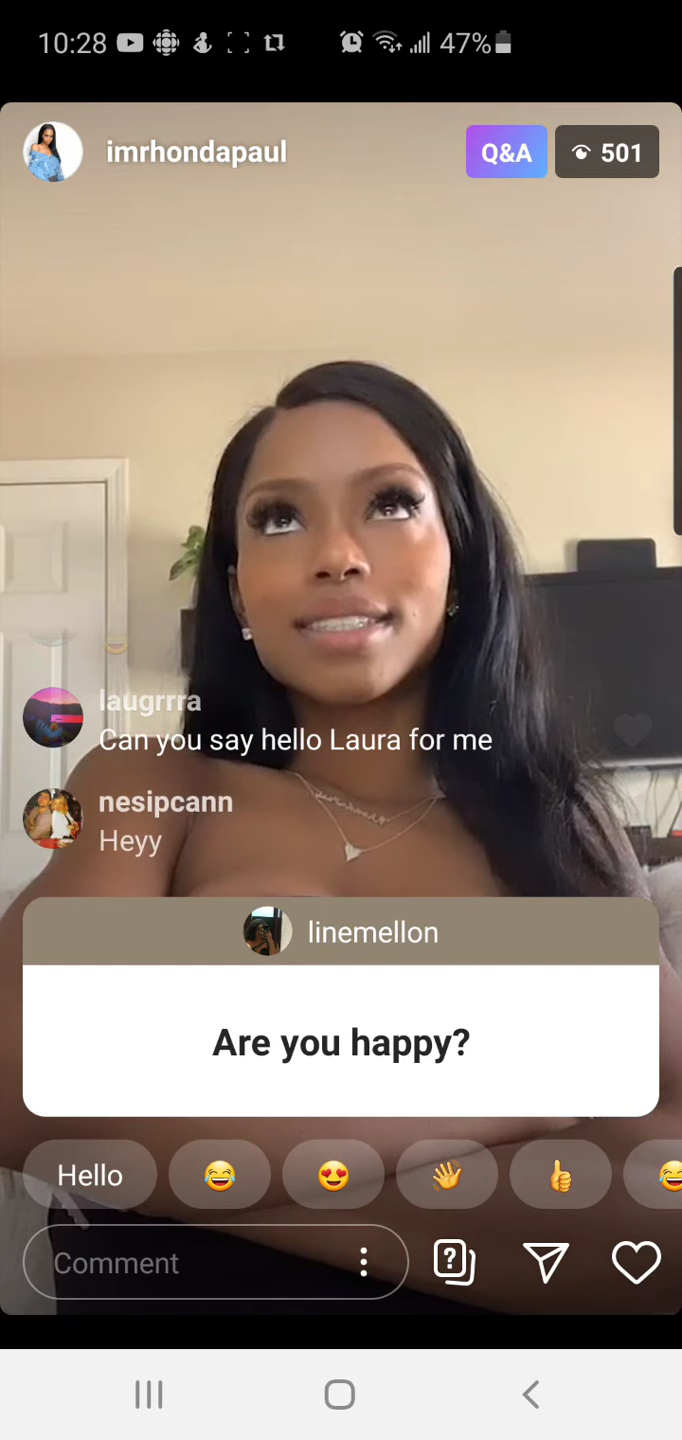 10:28 47%
imrhondapaul Q&A 501
laugrrra
Can you say hello Laura for me
nesipcann
Heyy
linemellon
Are you happy?
Hello
Comment